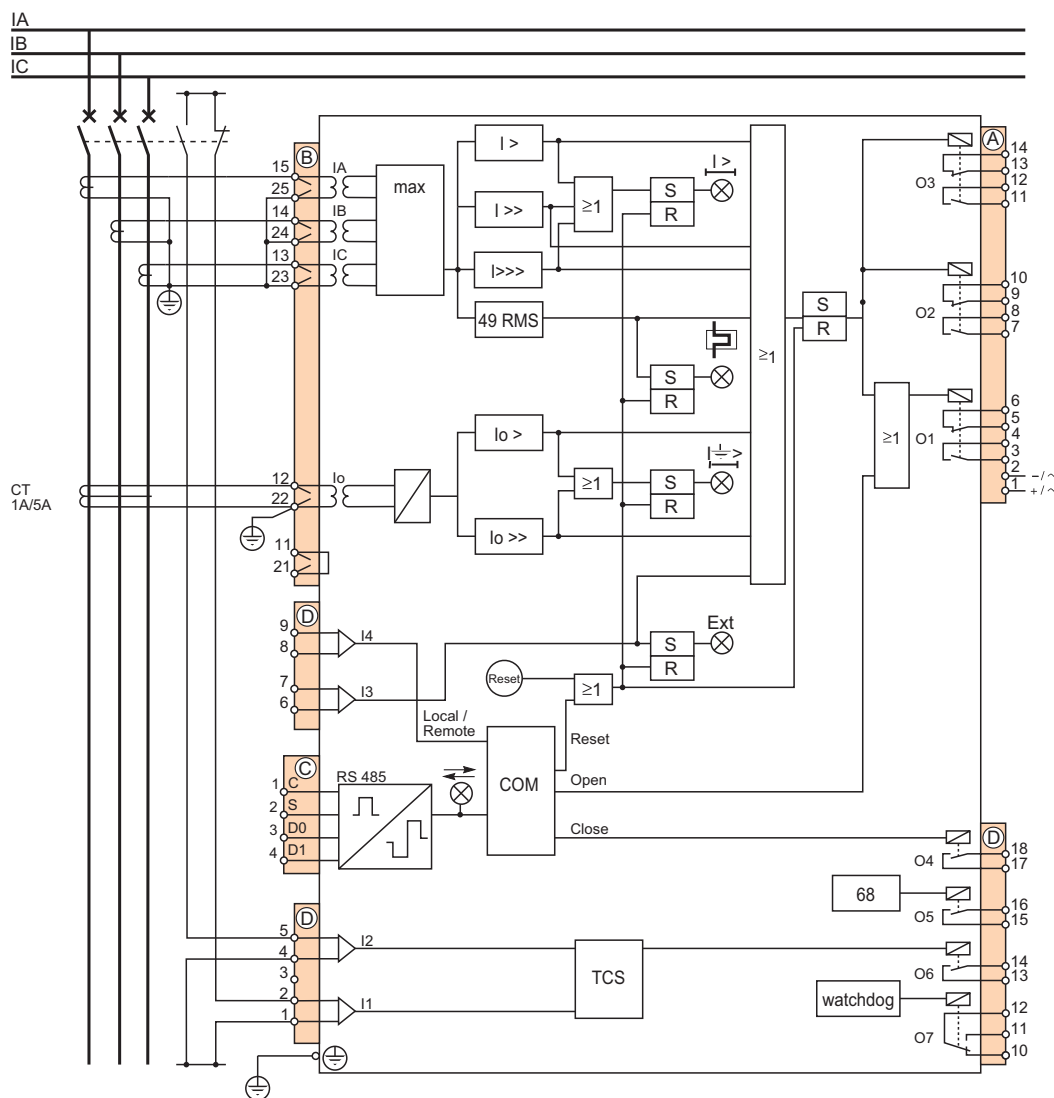 IA
IB
IC
B
15
25
14
24
13
23
12
22
11
21
IA
IB
IC
Io
max
I >
I >>
I>>>
49 RMS
Io >
Io >>
≥1
S
R
I >
S
R
≥1
S
R
I >
≥1
S
R
≥1
A
O3
14
13
12
11
O2
10
9
8
7
O1
6
5
4
3
2
1
– / ~
+ / ~
CT
1A/5A
D
9
8
7
6
I4
I3
Ext
S
R
Reset
≥1
Local /
Remote
COM
Reset
Open
Close
C
1
2
3
4
C
S
D0
D1
RS 485
D
5
4
3
2
1
I2
I1
TCS
68
watchdog
D
O4
18
17
O5
16
15
O6
14
13
O7
12
11
10